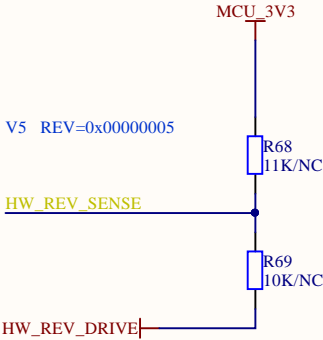 MCU_3V3
V5 REV=0x00000005
R68
11K/NC
HW_REV_SENSE
R69
10K/NC
HW_REV_DRIVE